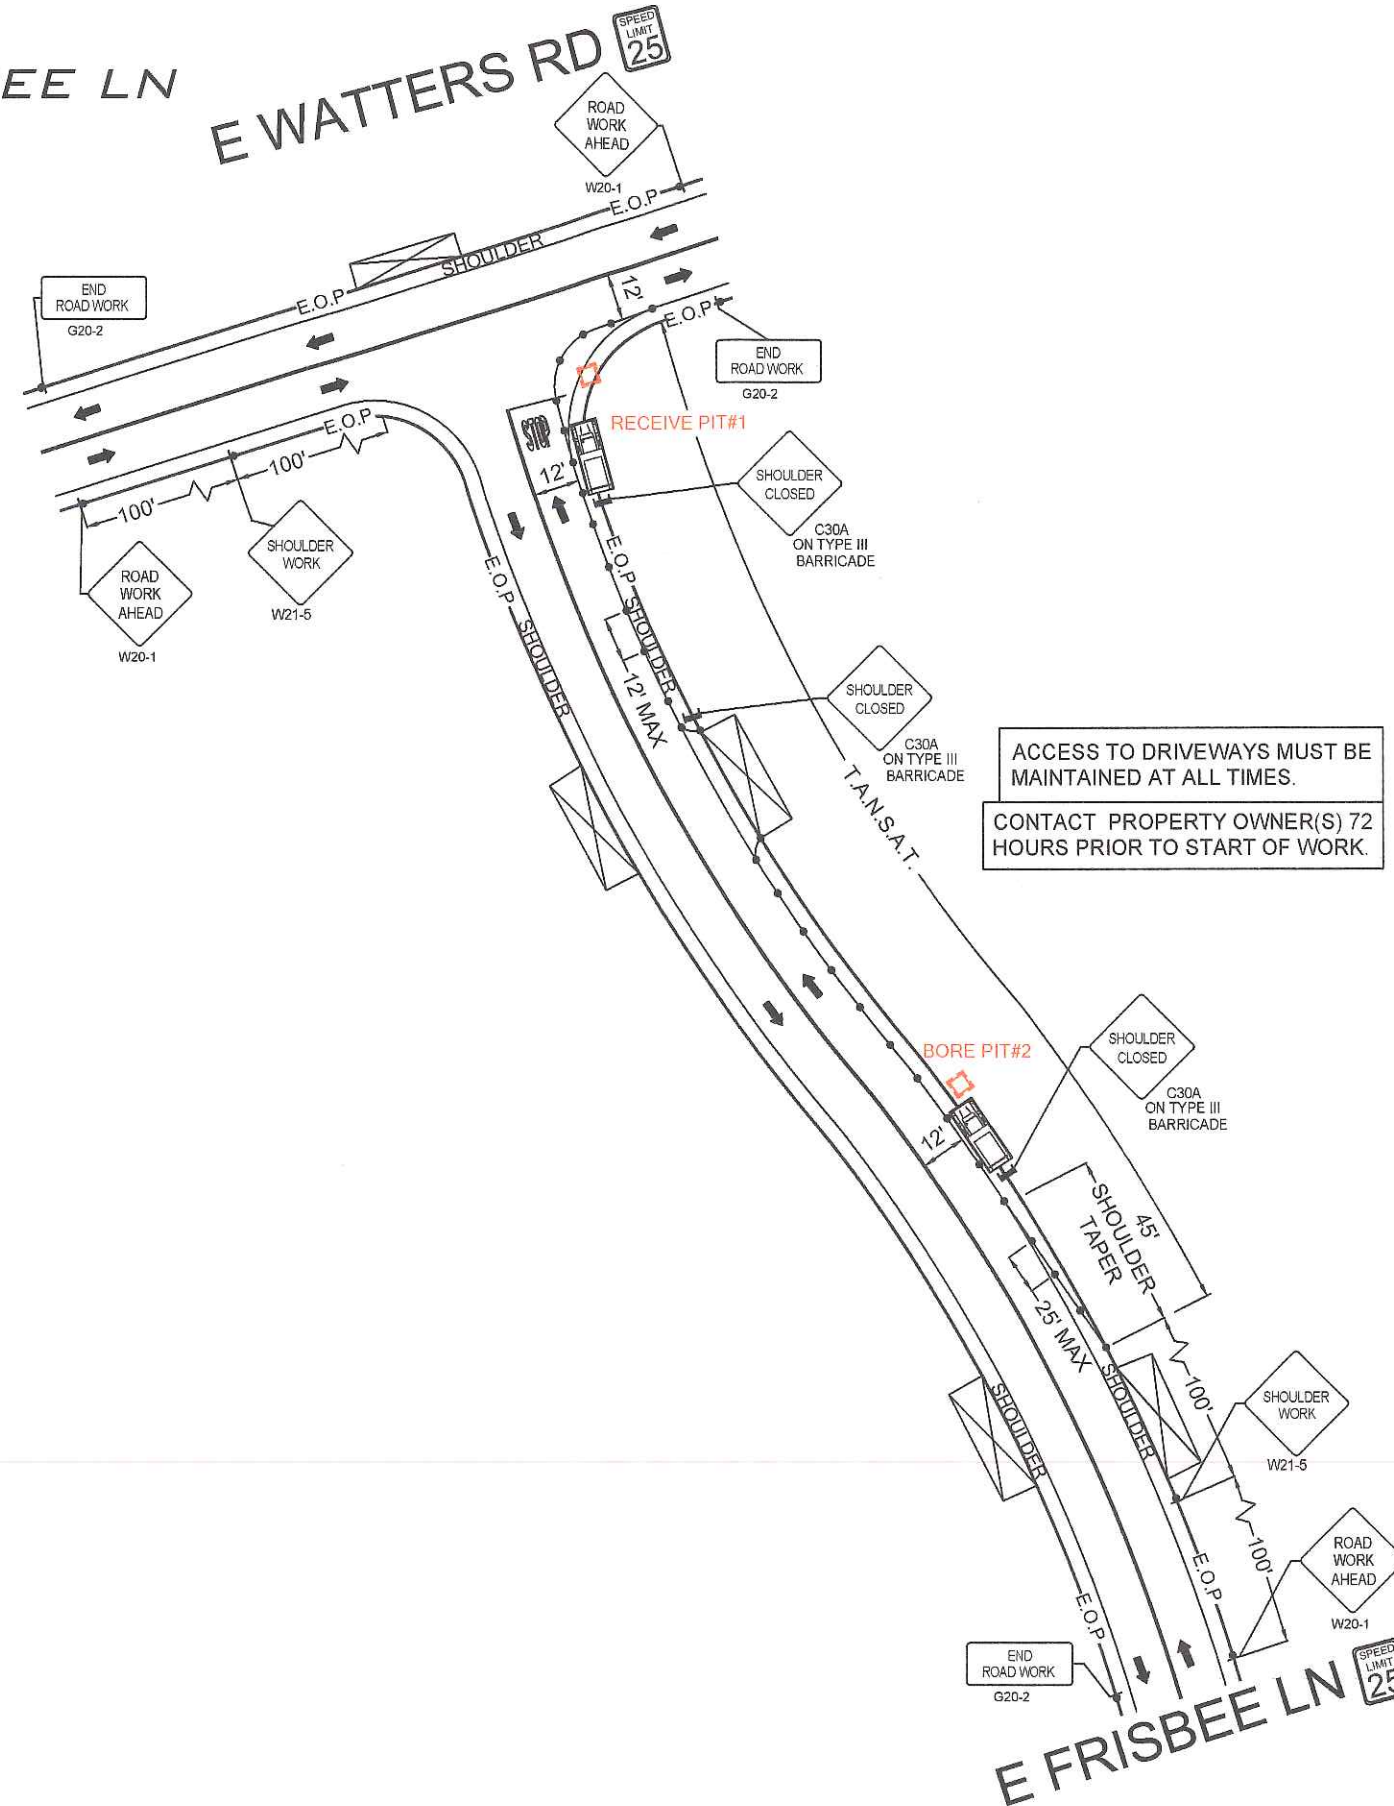 EE LN
E WATTERS RD
SPEED
LIMIT
25
ROAD
WORK
AHEAD
W20-1
E.O.P
SHOULDER
E.O.P
END
ROAD WORK
G20-2
12'
E.O.P
END
ROAD WORK
G20-2
RECEIVE PIT#1
STOP
12'
E.O.P
100'
100'
SHOULDER
WORK
W21-5
ROAD
WORK
AHEAD
W20-1
SHOULDER
CLOSED
C30A
ON TYPE III
BARRICADE
E.O.P
SHOULDER
E.O.P
SHOULDER
12' MAX
SHOULDER
CLOSED
C30A
ON TYPE III
BARRICADE
T.A.N.S.A.T.
ACCESS TO DRIVEWAYS MUST BE
MAINTAINED AT ALL TIMES.
CONTACT PROPERTY OWNER(S) 72
HOURS PRIOR TO START OF WORK.
BORE PIT#2
SHOULDER
CLOSED
C30A
ON TYPE III
BARRICADE
12'
45'
SHOULDER
TAPER
25' MAX
100'
SHOULDER
SHOULDER
SHOULDER
WORK
W21-5
100'
E.O.P
E.O.P
ROAD
WORK
AHEAD
W20-1
END
ROAD WORK
G20-2
E FRISBEE LN
SPEED
LIMIT
25